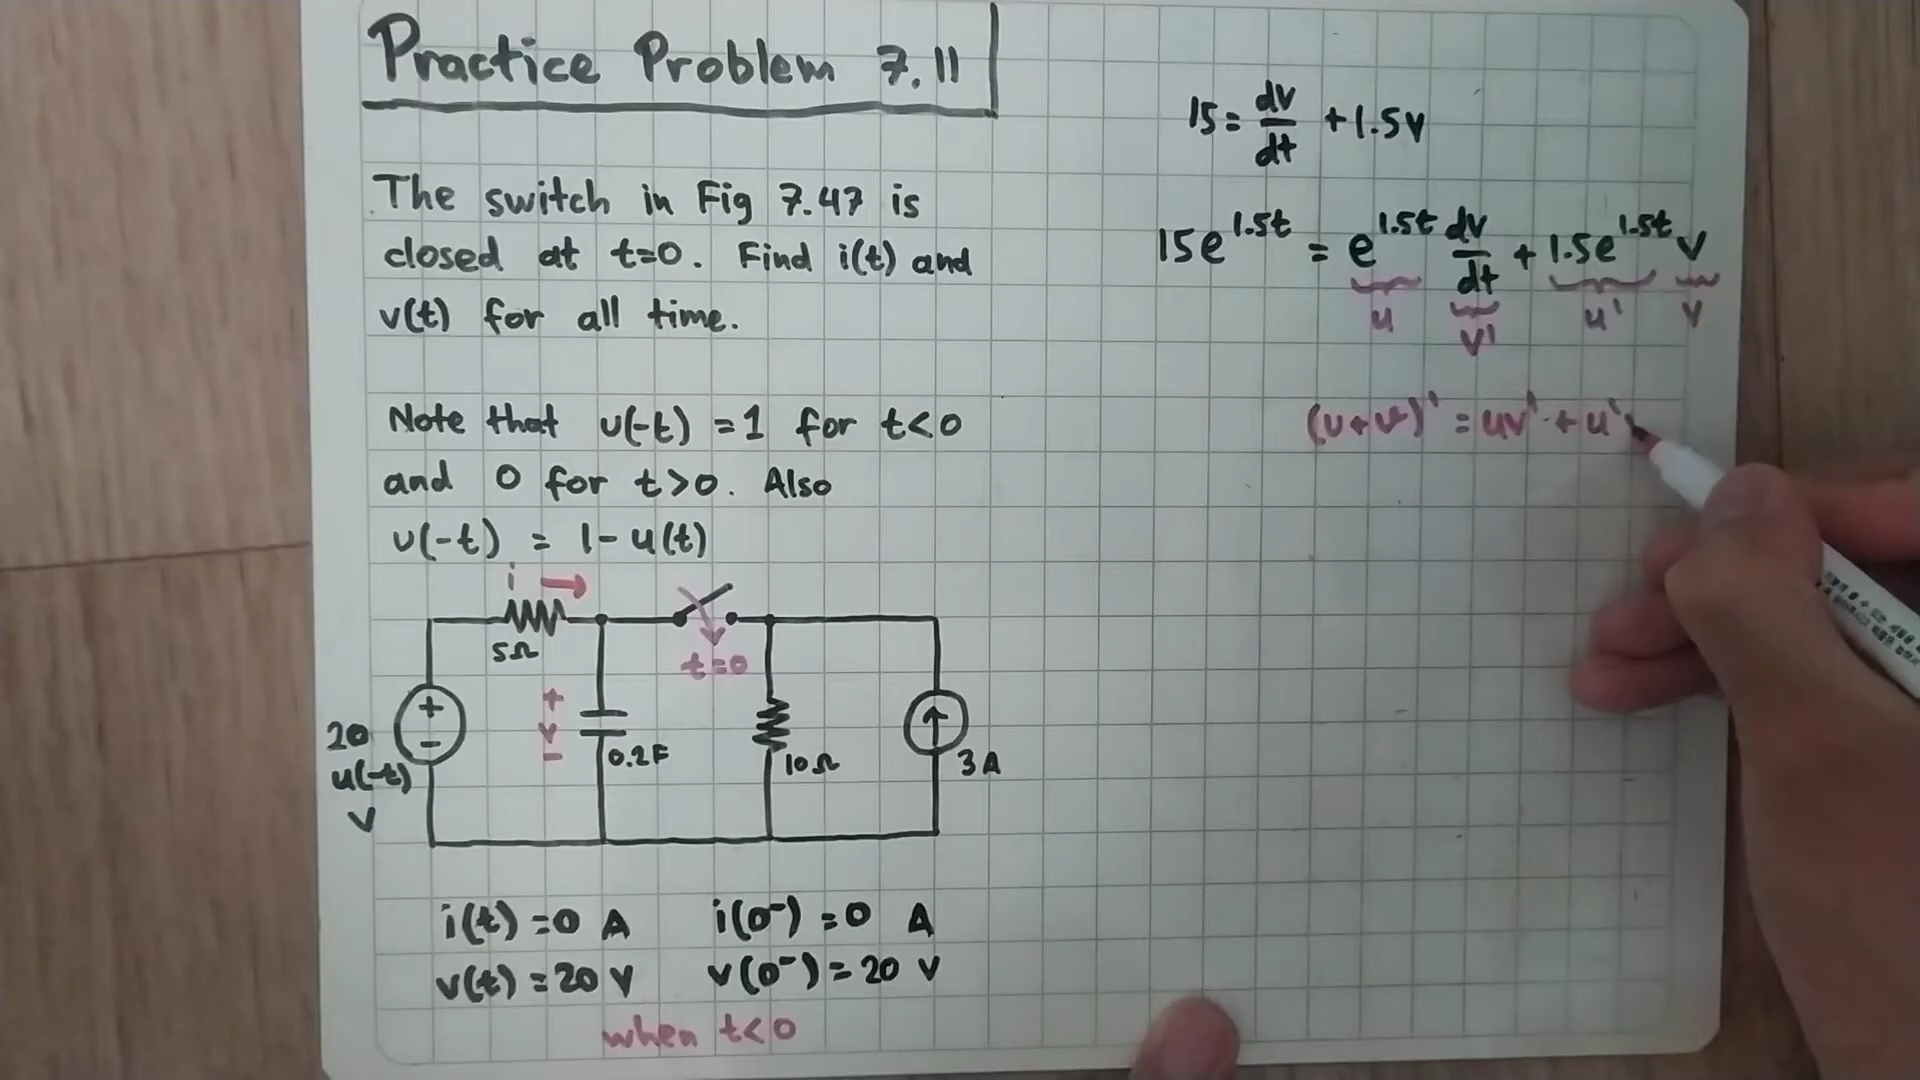 Practice Problem 7.11
The switch in Fig 7.47 is
closed at t=0. Find i(t) and
v(t) for all time.
Note that u(-t) = 1 for t<0
and 0 for t>0. Also
u(-t) = 1-u(t)
i →
5Ω
t=0
+
v
-
+
-
20
u(-t)
V
0.2F
10Ω
3A
i(t) =0 A
i(0⁻) =0 A
v(t) =20 V
v(0⁻) =20 V
when t<0
15= dv/dt +1.5v
15e^1.5t = e^1.5t dv/dt + 1.5e^1.5t v
u v' u' v
(u+v)' = uv' + u'